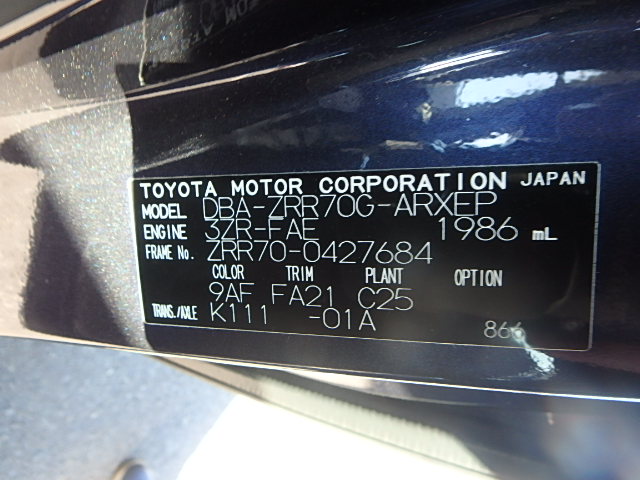 TOYOTA MOTOR CORPORATION JAPAN
MODEL DBA-ZRR70G-ARXEP
ENGINE 3ZR-FAE 1986 mL
FRAME No. ZRR70-0427684
COLOR TRIM PLANT OPTION
9AF FA21 C25
TRANS./AXLE K111 -01A
866